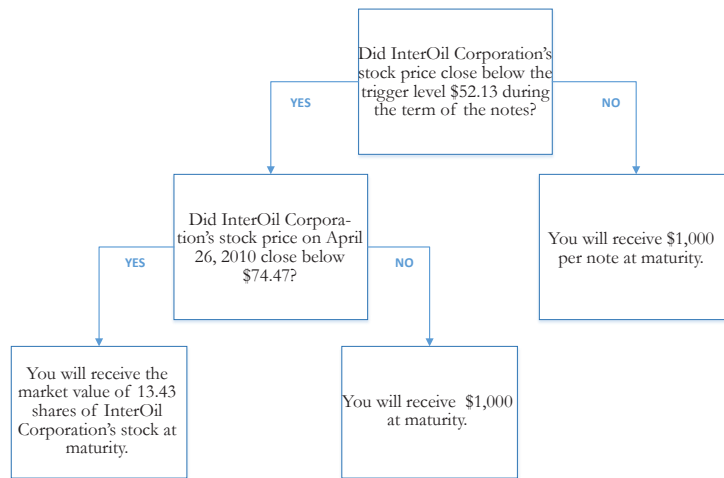 Did InterOil Corporation's
stock price close below the
trigger level $52.13 during
the term of the notes?
YES
NO
Did InterOil Corpora-
tion's stock price on April
26, 2010 close below
$74.47?
You will receive $1,000
per note at maturity.
YES
NO
You will receive the
market value of 13.43
shares of InterOil
Corporation's stock at
maturity.
You will receive $1,000
at maturity.